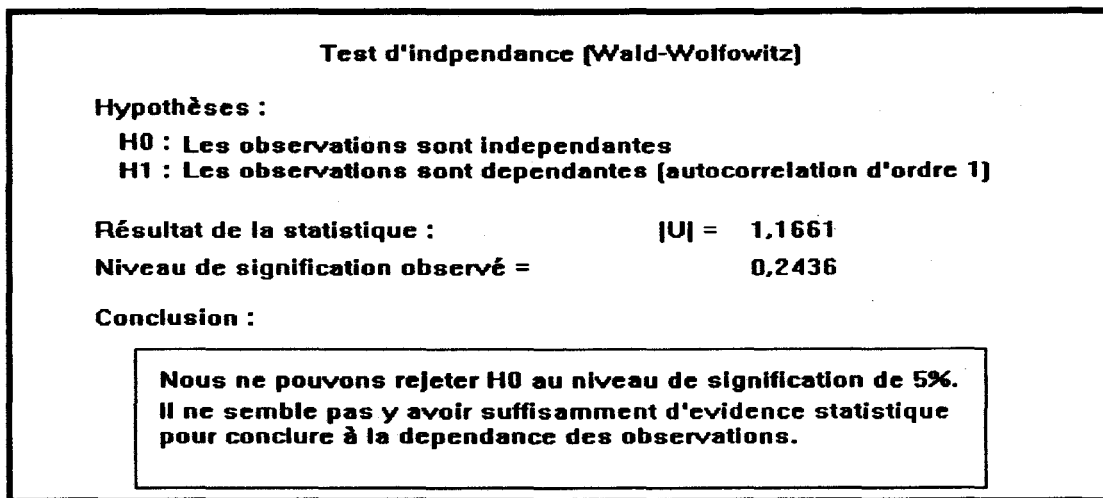 Test d'indpendance (Wald-Wolfowitz)
Hypothèses :
H0 : Les observations sont independantes
H1 : Les observations sont dependantes (autocorrelation d'ordre 1)
Résultat de la statistique : |U| = 1,1661
Niveau de signification observé = 0,2436
Conclusion :
Nous ne pouvons rejeter H0 au niveau de signification de 5%.
Il ne semble pas y avoir suffisamment d'evidence statistique
pour conclure à la dependance des observations.